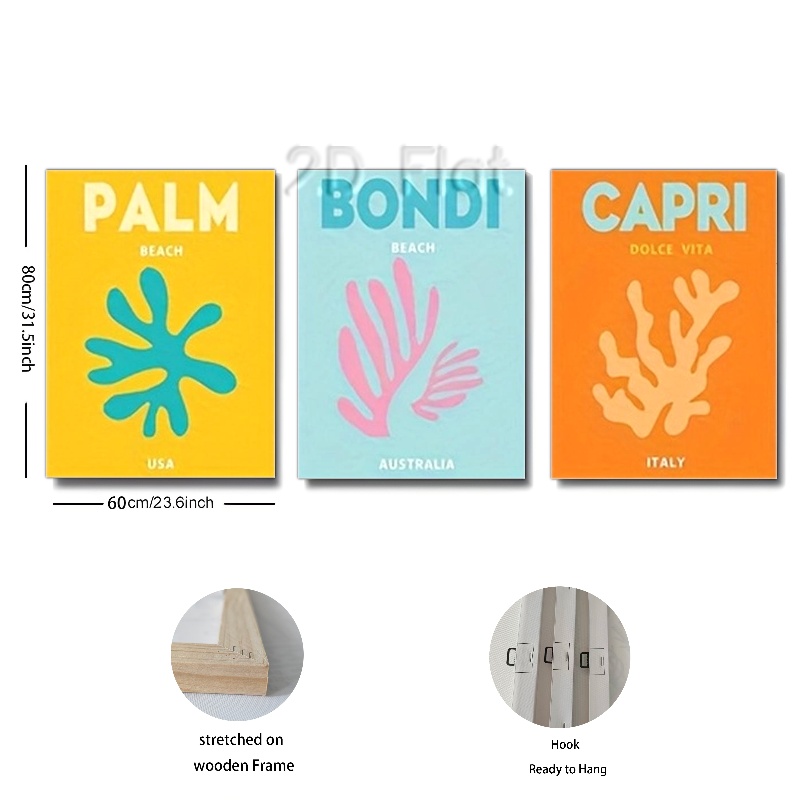 2D Flat
PALM
BEACH
USA
BONDI
BEACH
AUSTRALIA
CAPRI
DOLCE VITA
ITALY
80cm/31.5inch
60cm/23.6inch
stretched on
wooden Frame
Hook
Ready to Hang